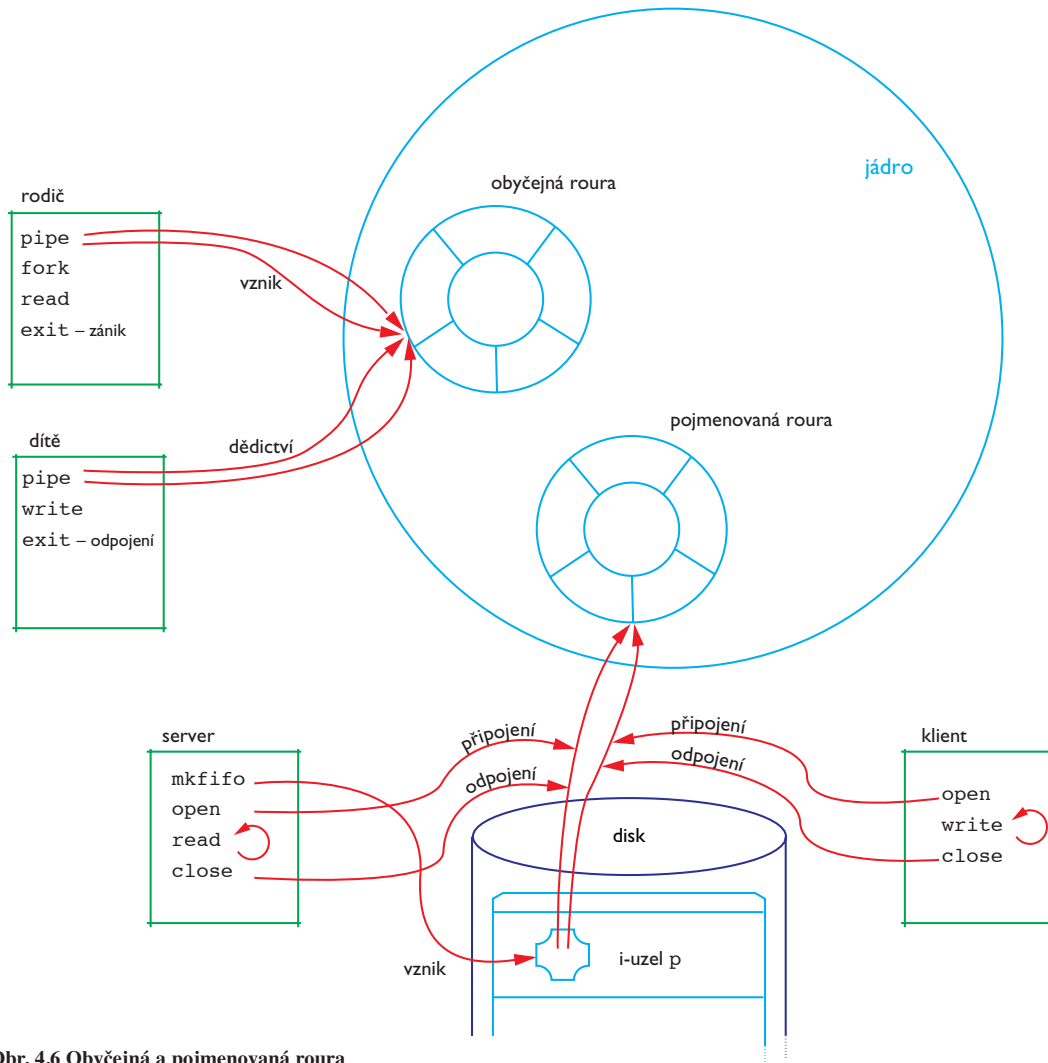 jádro
obyčejná roura
rodič
pipe
fork
read
exit – zánik
vznik
pojmenovaná roura
dítě
dědictví
pipe
write
exit – odpojení
server
připojení
odpojení
mkfifo
open
read
close
připojení
odpojení
klient
open
write
close
disk
vznik
i-uzel p
Obr. 4.6 Obyčejná a pojmenovaná roura